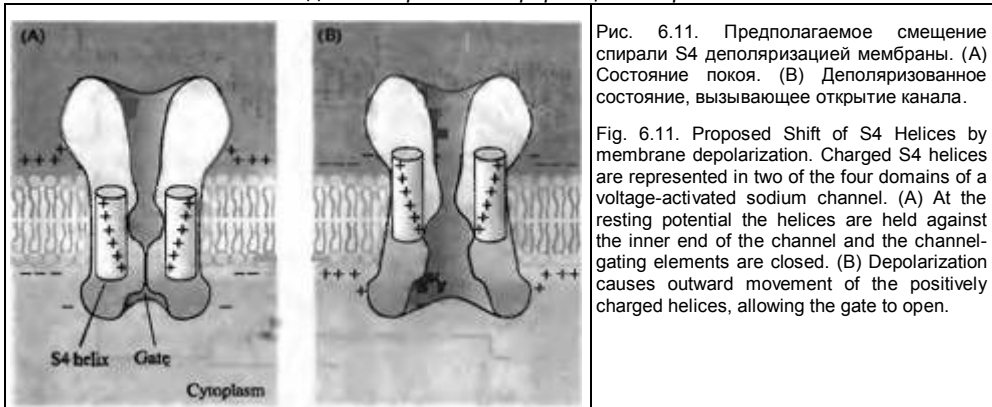 (A)
(B)
S4 helix
Gate
Cytoplasm
Рис. 6.11. Предполагаемое смещение
спирали S4 деполяризацией мембраны. (А)
Состояние покоя. (В) Деполяризованное
состояние, вызывающее открытие канала.
Fig. 6.11. Proposed Shift of S4 Helices by
membrane depolarization. Charged S4 helices
are represented in two of the four domains of a
voltage-activated sodium channel. (A) At the
resting potential the helices are held against
the inner end of the channel and the channel-
gating elements are closed. (B) Depolarization
causes outward movement of the positively
charged helices, allowing the gate to open.